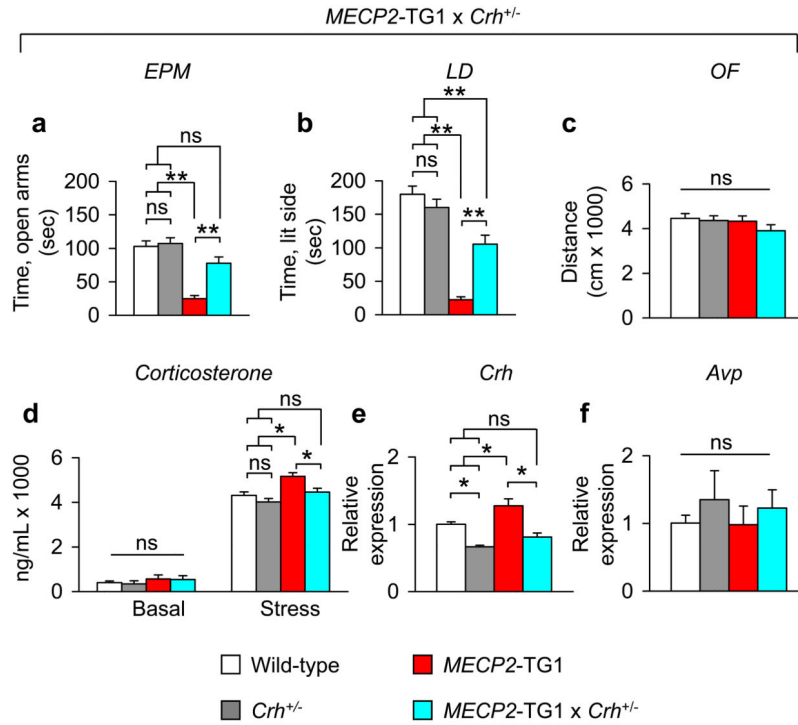 MECP2-TG1 x Crh+/-
EPM
LD
OF
a
b
c
ns
**
ns
**
**
**
ns
**
ns
Time, open arms
(sec)
200
150
100
50
0
Time, lit side
(sec)
200
150
100
50
0
Distance
(cm x 1000)
6
4
2
0
Corticosterone
Crh
Avp
d
e
f
ns
*
ns
*
ns
*
*
*
ns
ng/mL x 1000
6
4
2
0
ns
Basal
Stress
Relative
expression
2
1
0
Relative
expression
2
1
0
Wild-type
MECP2-TG1
Crh+/-
MECP2-TG1 x Crh+/-